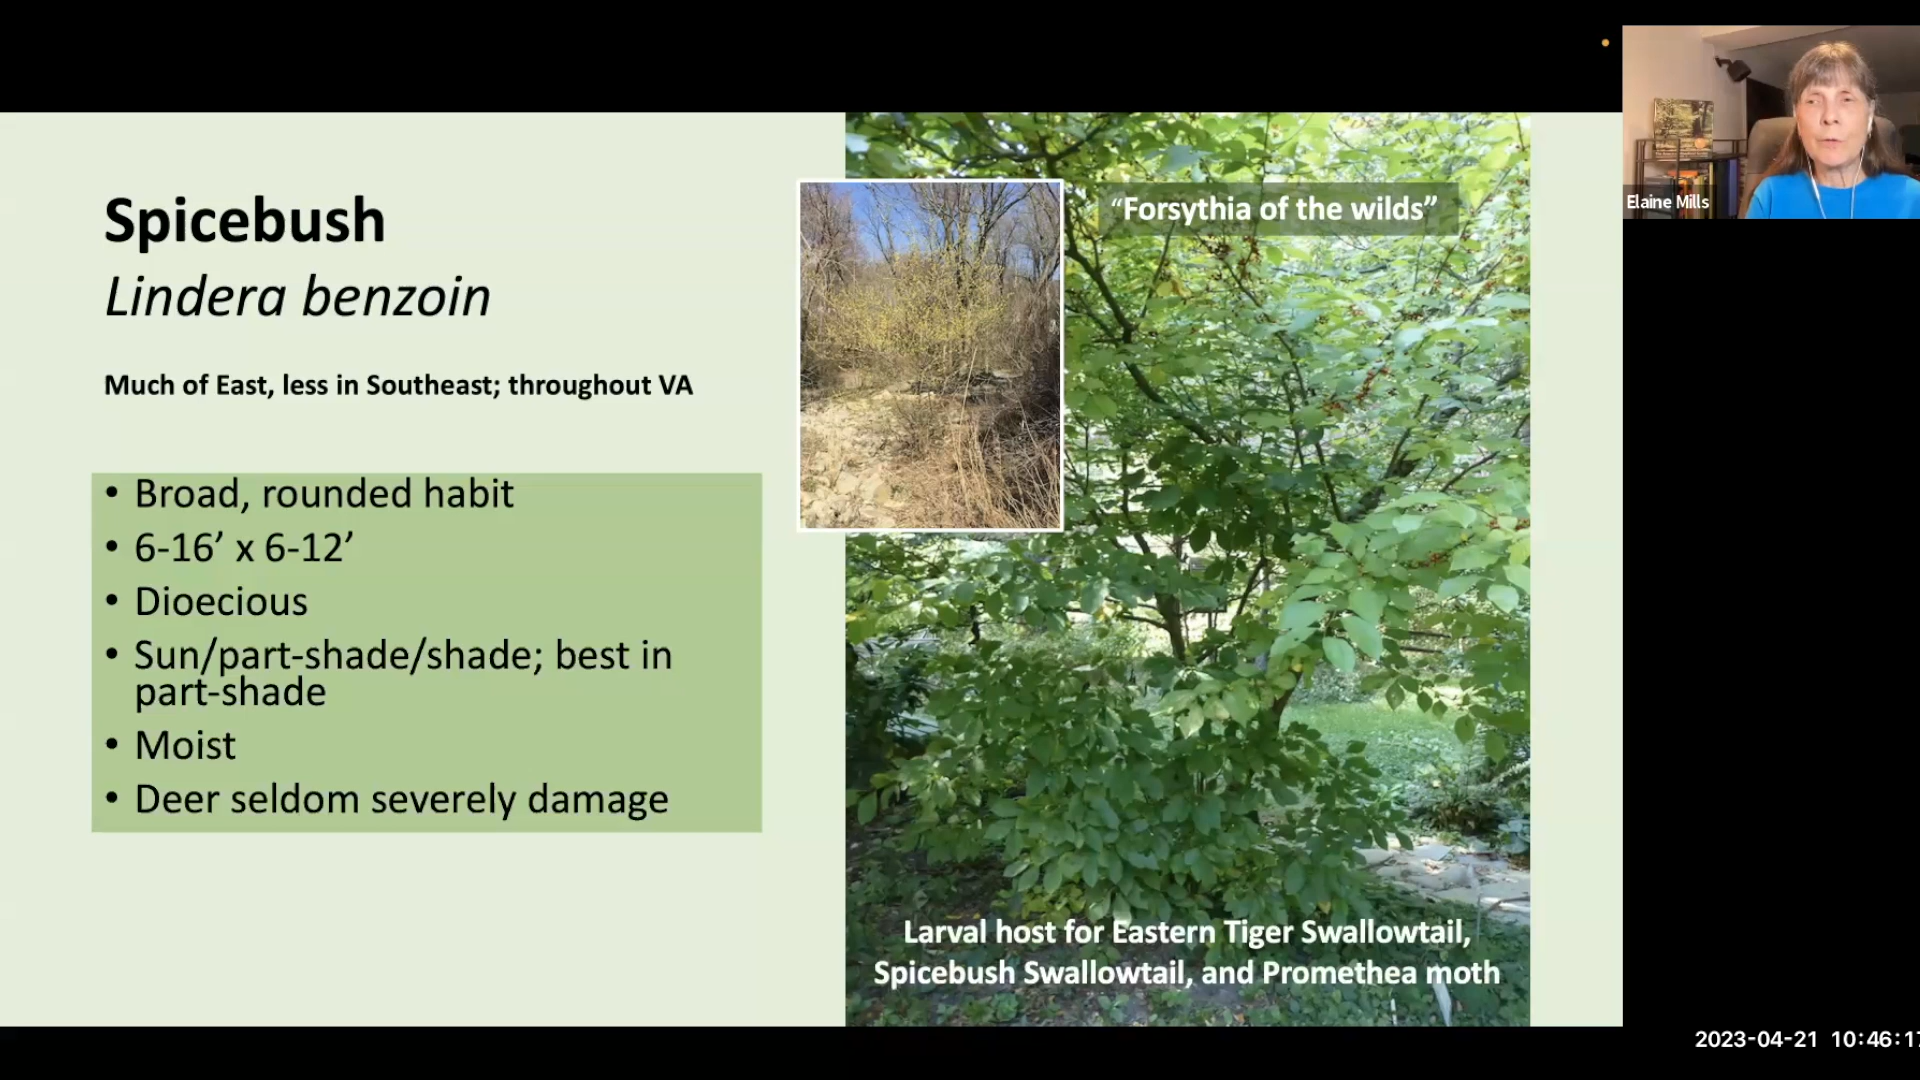 Elaine Mills
Spicebush
Lindera benzoin
Much of East, less in Southeast; throughout VA
• Broad, rounded habit
• 6-16’ x 6-12’
• Dioecious
• Sun/part-shade/shade; best in
part-shade
• Moist
• Deer seldom severely damage
“Forsythia of the wilds”
Larval host for Eastern Tiger Swallowtail,
Spicebush Swallowtail, and Promethea moth
2023-04-21 10:46:17